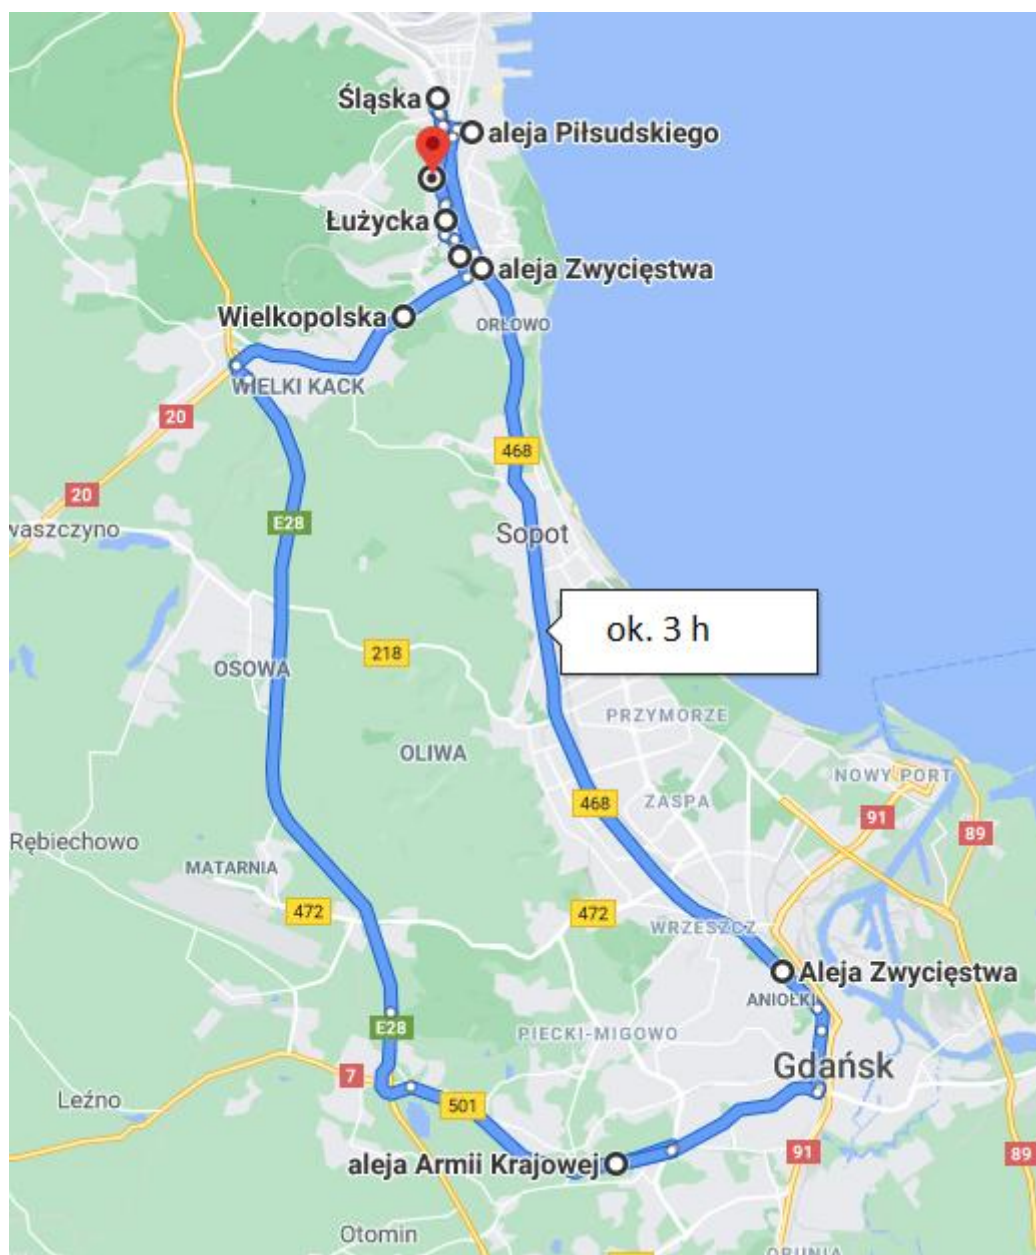 Śląska
aleja Piłsudskiego
Łużycka
aleja Zwycięstwa
Wielkopolska
ORŁOWO
WIELKI KACK
20
468
20
E28
waszczyno
Sopot
ok. 3 h
218
OSOWA
PRZYMORZE
OLIWA
NOWY PORT
468
ZASPA
91
89
Rębiechowo
MATARNIA
472
472
WRZESZCZ
Aleja Zwycięstwa
ANIOŁKI
E28
PIECKI-MIGOWO
Gdańsk
7
Leźno
501
91
89
aleja Armii Krajowej
Otomin
ORUNIA